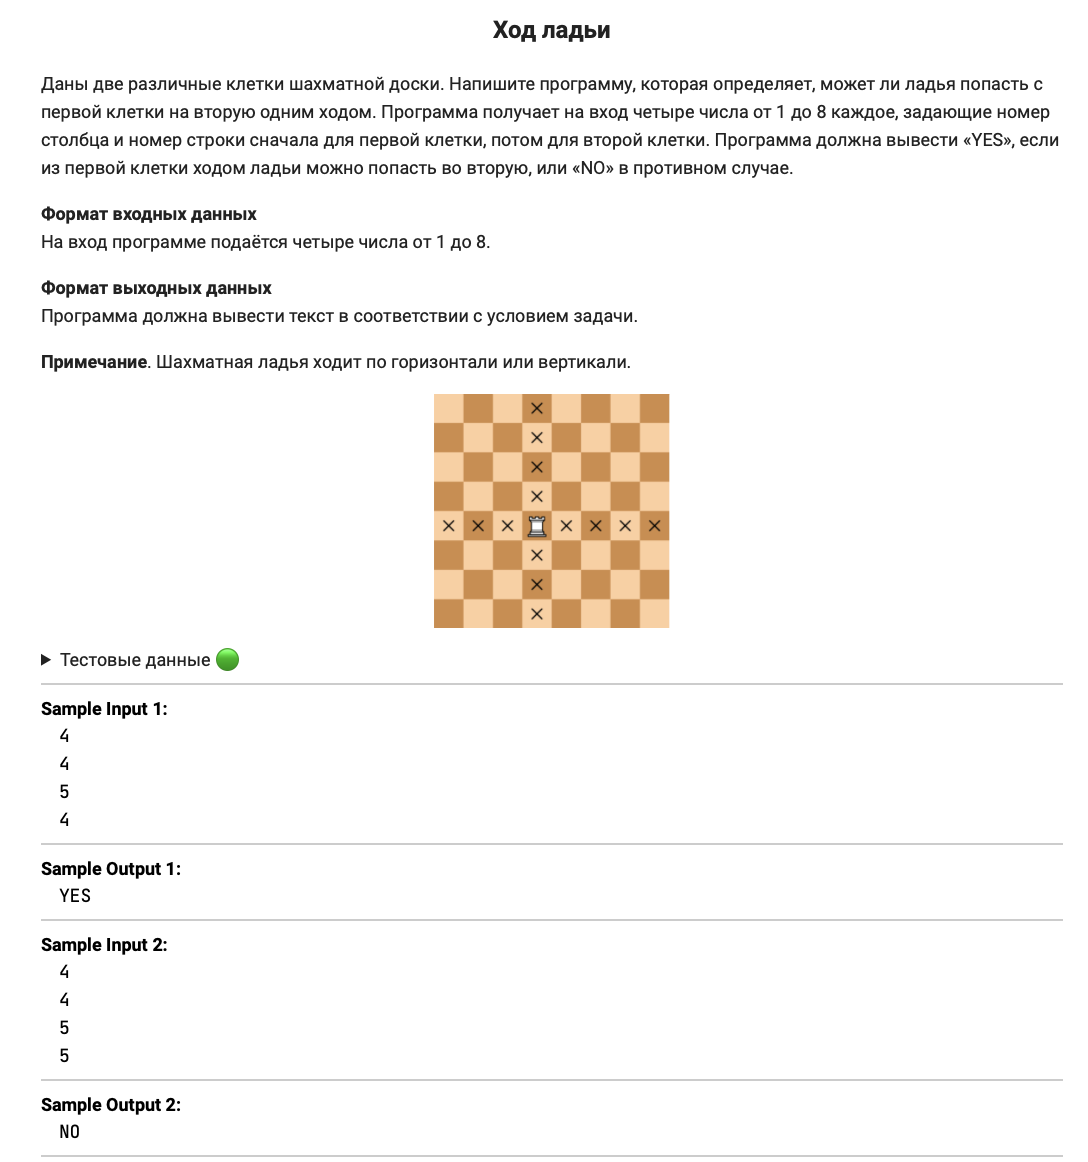 Ход ладьи
Даны две различные клетки шахматной доски. Напишите программу, которая определяет, может ли ладья попасть с
первой клетки на вторую одним ходом. Программа получает на вход четыре числа от 1 до 8 каждое, задающие номер
столбца и номер строки сначала для первой клетки, потом для второй клетки. Программа должна вывести «YES», если
из первой клетки ходом ладьи можно попасть во вторую, или «NO» в противном случае.
Формат входных данных
На вход программе подаётся четыре числа от 1 до 8.
Формат выходных данных
Программа должна вывести текст в соответствии с условием задачи.
Примечание. Шахматная ладья ходит по горизонтали или вертикали.
Тестовые данные
Sample Input 1:
4
4
5
4
Sample Output 1:
YES
Sample Input 2:
4
4
5
5
Sample Output 2:
NO